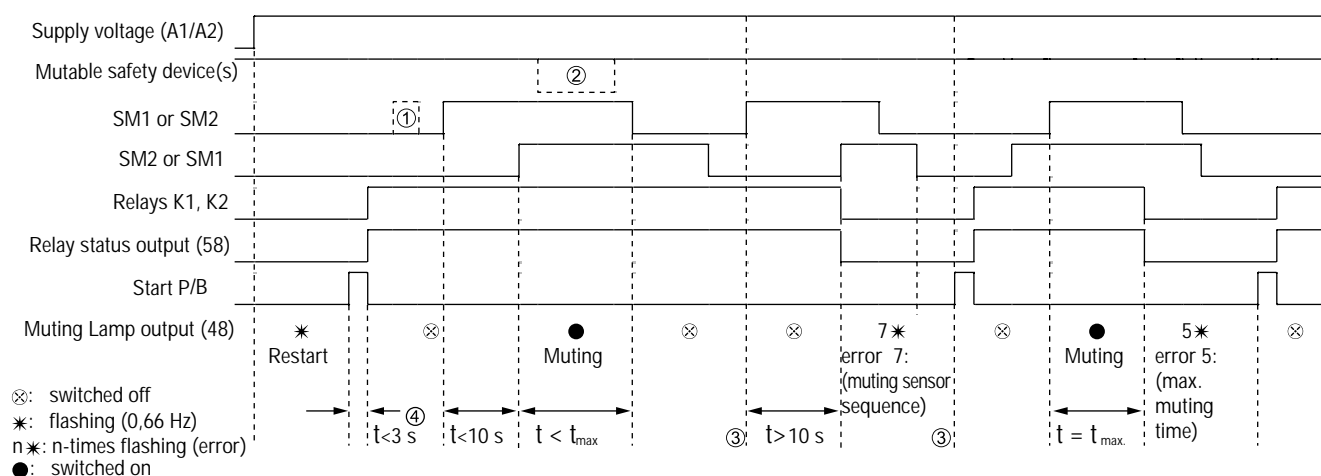 Supply voltage (A1/A2)
Mutable safety device(s)
②
SM1 or SM2
①
SM2 or SM1
Relays K1, K2
Relay status output (58)
Start P/B
Muting Lamp output (48)
7✷
5✷
Restart
Muting
error 7:
(muting sensor
sequence)
Muting
error 5:
(max.
muting
time)
⊗: switched off
✷: flashing (0,66 Hz)
n✷: n-times flashing (error)
●: switched on
④
t<3 s
t<10 s
t < tmax
③
t>10 s
③
t = tmax.